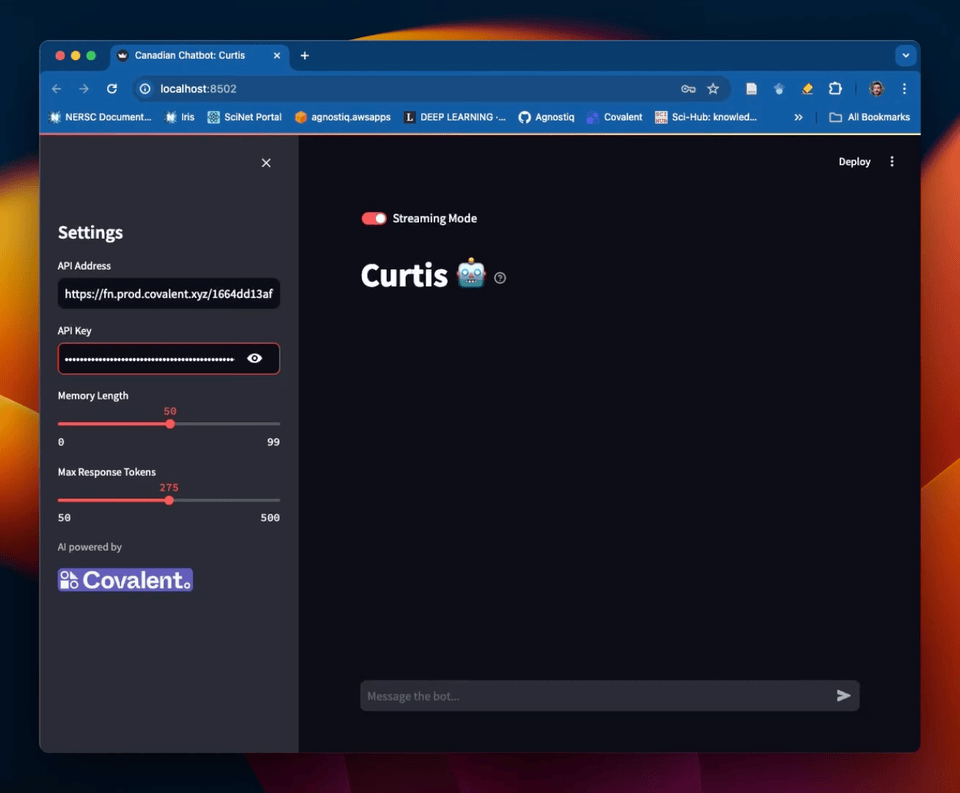 Canadian Chatbot: Curtis
localhost:8502
NERSC Document... Iris SciNet Portal agnostiq.awsapps DEEP LEARNING -... Agnostiq Covalent Sci-Hub: knowled... » All Bookmarks
Deploy
Streaming Mode
Curtis
Settings
API Address
https://fn.prod.covalent.xyz/1664dd13af
API Key
Memory Length
50
0 99
Max Response Tokens
275
50 500
AI powered by
Covalent.
Message the bot...